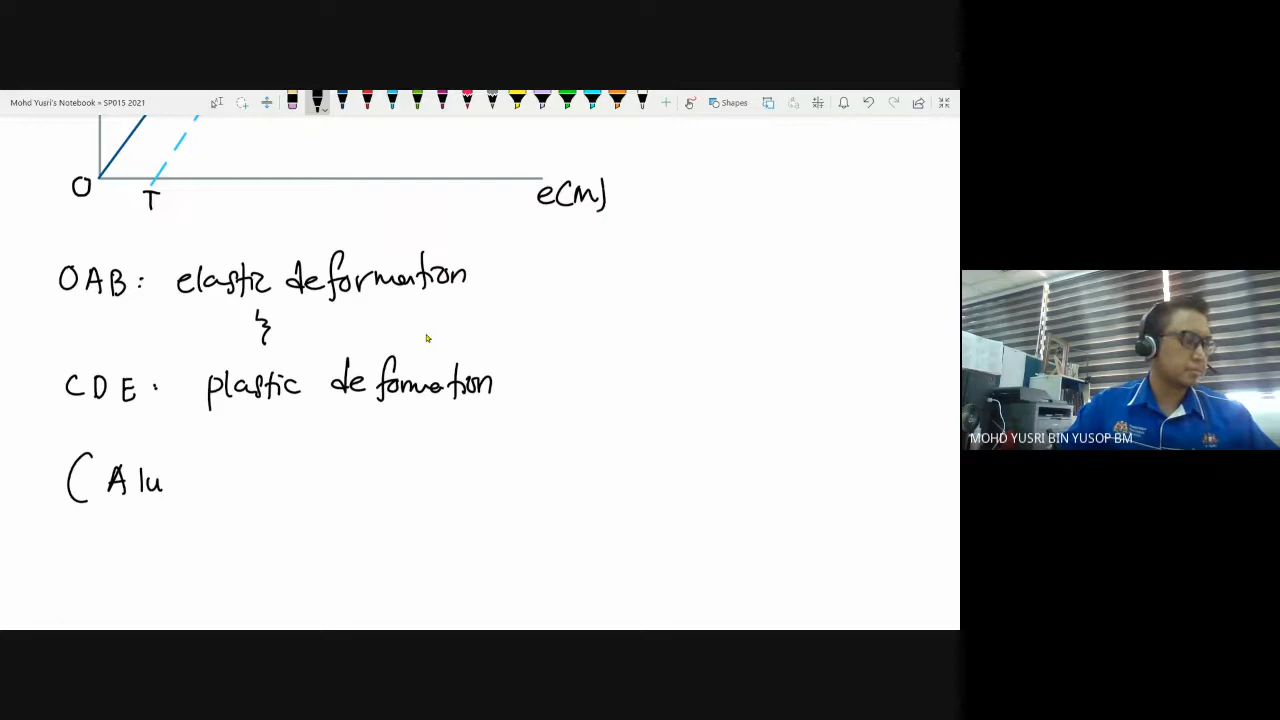 Mohd Yusri's Notebook » SP015 2021
Shapes
O
T
e(m)
OAB: elastic deformation
CDE: plastic deformation
(Alu
MOHD YUSRI BIN YUSOP BM